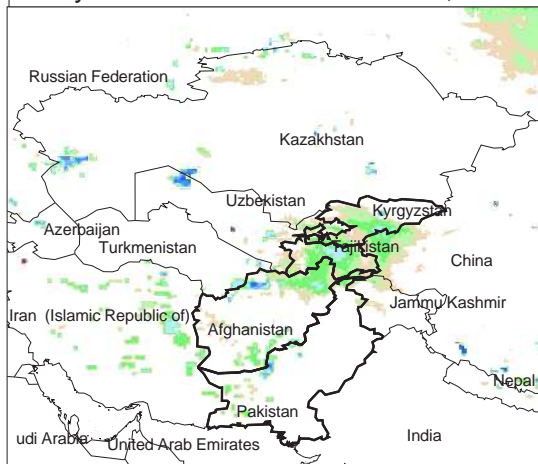 Russian Federation
Kazakhstan
Uzbekistan
Kyrgyzstan
Azerbaijan
Turkmenistan
Tajikistan
China
Jammu Kashmir
Iran (Islamic Republic of)
Afghanistan
Nepal
Pakistan
udi Arabia
United Arab Emirates
India